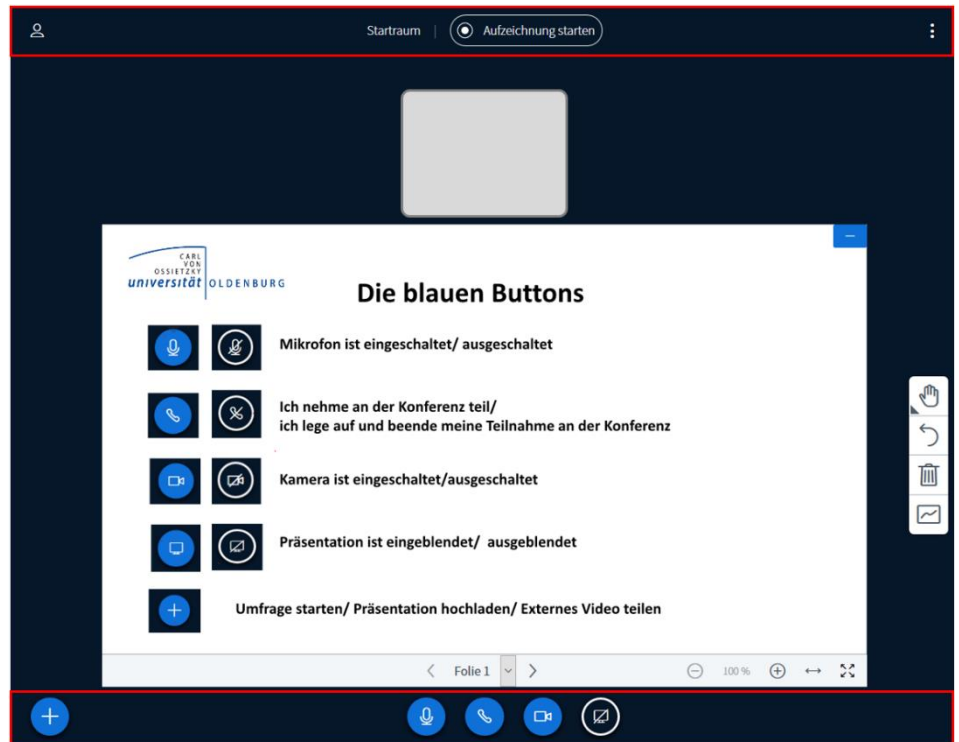 Startraum | Aufzeichnung starten
CARL
VON
OSSIETZKY
universität OLDENBURG
Die blauen Buttons
Mikrofon ist eingeschaltet/ ausgeschaltet
Ich nehme an der Konferenz teil/
ich lege auf und beende meine Teilnahme an der Konferenz
Kamera ist eingeschaltet/ausgeschaltet
Präsentation ist eingeblendet/ ausgeblendet
Umfrage starten/ Präsentation hochladen/ Externes Video teilen
Folie 1
100 %